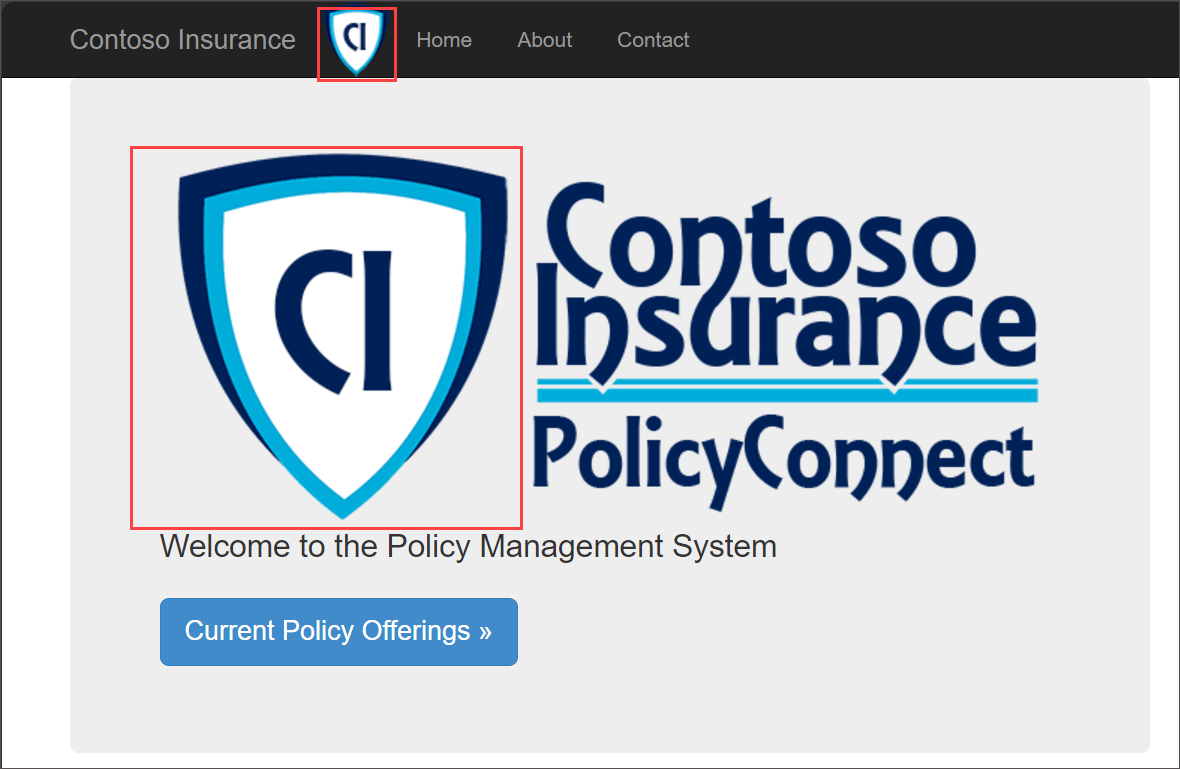 Contoso Insurance CI Home About Contact
CI
Contoso
Insurance
PolicyConnect
Welcome to the Policy Management System
Current Policy Offerings »